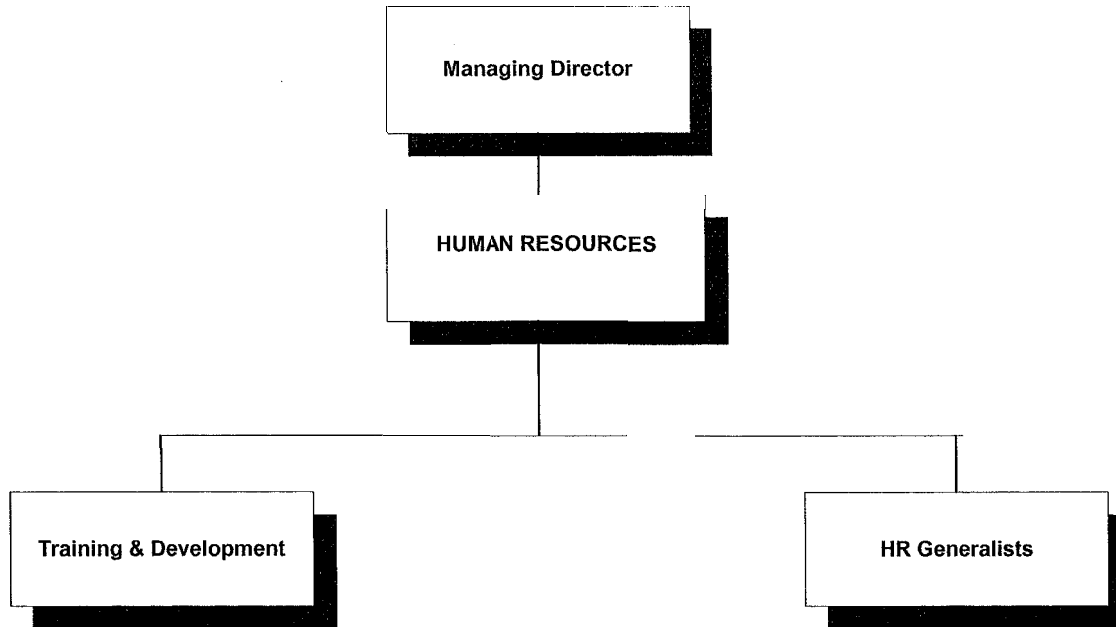 Managing Director
HUMAN RESOURCES
Training & Development
HR Generalists